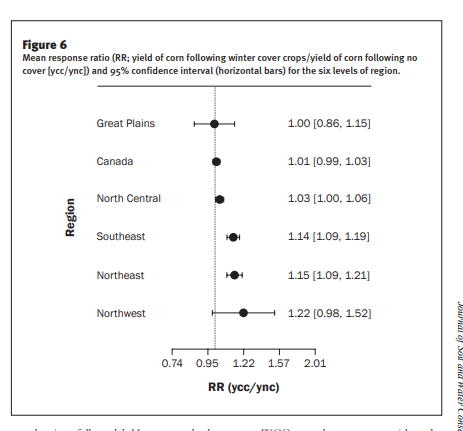 Figure 6
Mean response ratio (RR; yield of corn following winter cover crops/yield of corn following no
cover [ycc/ync]) and 95% confidence interval (horizontal bars) for the six levels of region.
Great Plains 1.00 [0.86, 1.15]
Canada 1.01 [0.99, 1.03]
North Central 1.03 [1.00, 1.06]
Region
Southeast 1.14 [1.09, 1.19]
Northeast 1.15 [1.09, 1.21]
Northwest 1.22 [0.98, 1.52]
0.74 0.95 1.22 1.57 2.01
RR (ycc/ync)
Journal of Soil and Water Conse